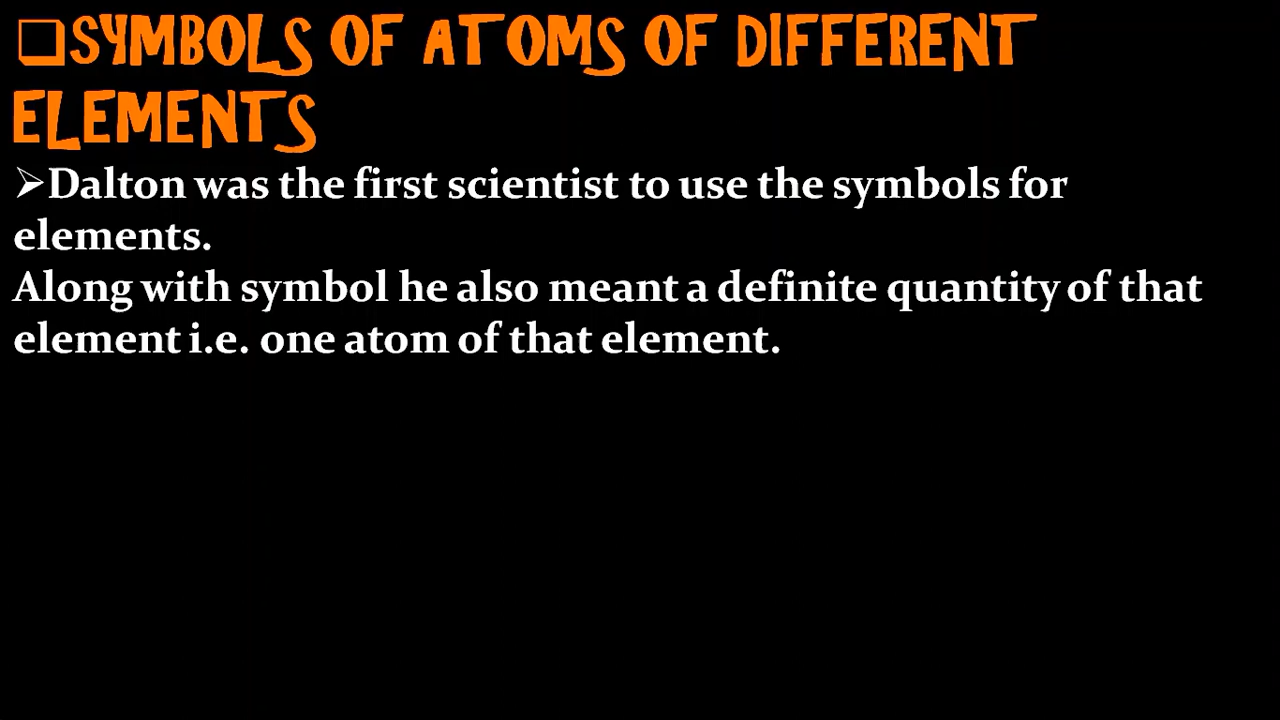 ❑SYMBOLS OF ATOMS OF DIFFERENT
ELEMENTS
➢Dalton was the first scientist to use the symbols for
elements.
Along with symbol he also meant a definite quantity of that
element i.e. one atom of that element.